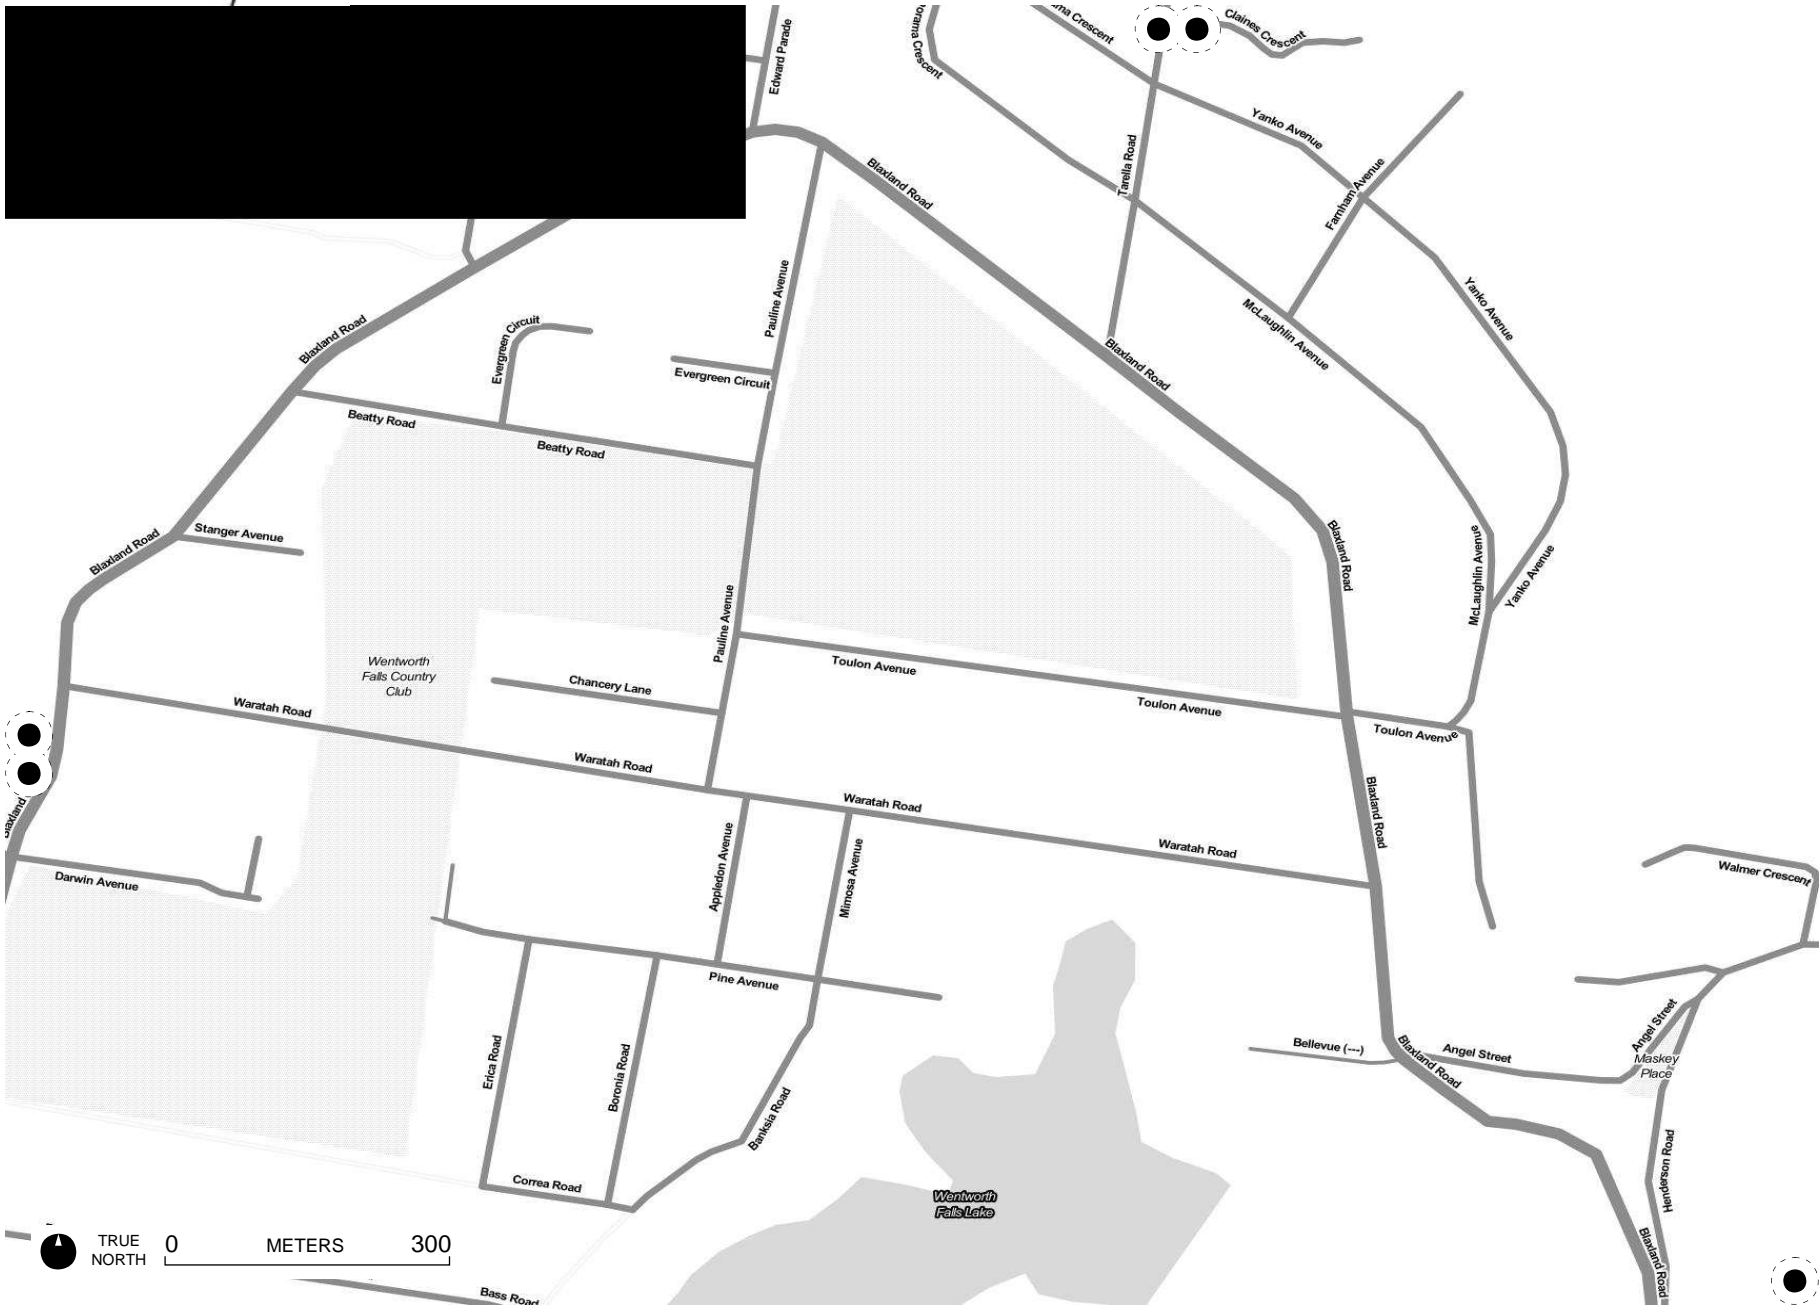 Edward Parade
Crescent
Claines Crescent
Crescent
Yanko Avenue
Blaxland Road
Tarella Road
Farnham Avenue
Pauline Avenue
Yanko Avenue
McLaughlin Avenue
Blaxland Road
Evergreen Circuit
Blaxland Road
Evergreen Circuit
Beatty Road
Beatty Road
Blaxland Road
Stanger Avenue
Blaxland Road
McLaughlin Avenue
Yanko Avenue
Pauline Avenue
Wentworth
Falls Country
Club
Toulon Avenue
Chancery Lane
Waratah Road
Toulon Avenue
Toulon Avenue
Waratah Road
Waratah Road
Blaxland Road
Blaxland
Waratah Road
Darwin Avenue
Appledon Avenue
Mimosa Avenue
Walmer Crescent
Pine Avenue
Angel Street
Bellevue (---)
Angel Street
Blaxland Road
Maskey
Place
Erica Road
Boronia Road
Banksia Road
Henderson Road
Correa Road
Wentworth
Falls Lake
TRUE
NORTH
0 METERS 300
Blaxland Road
Bass Road